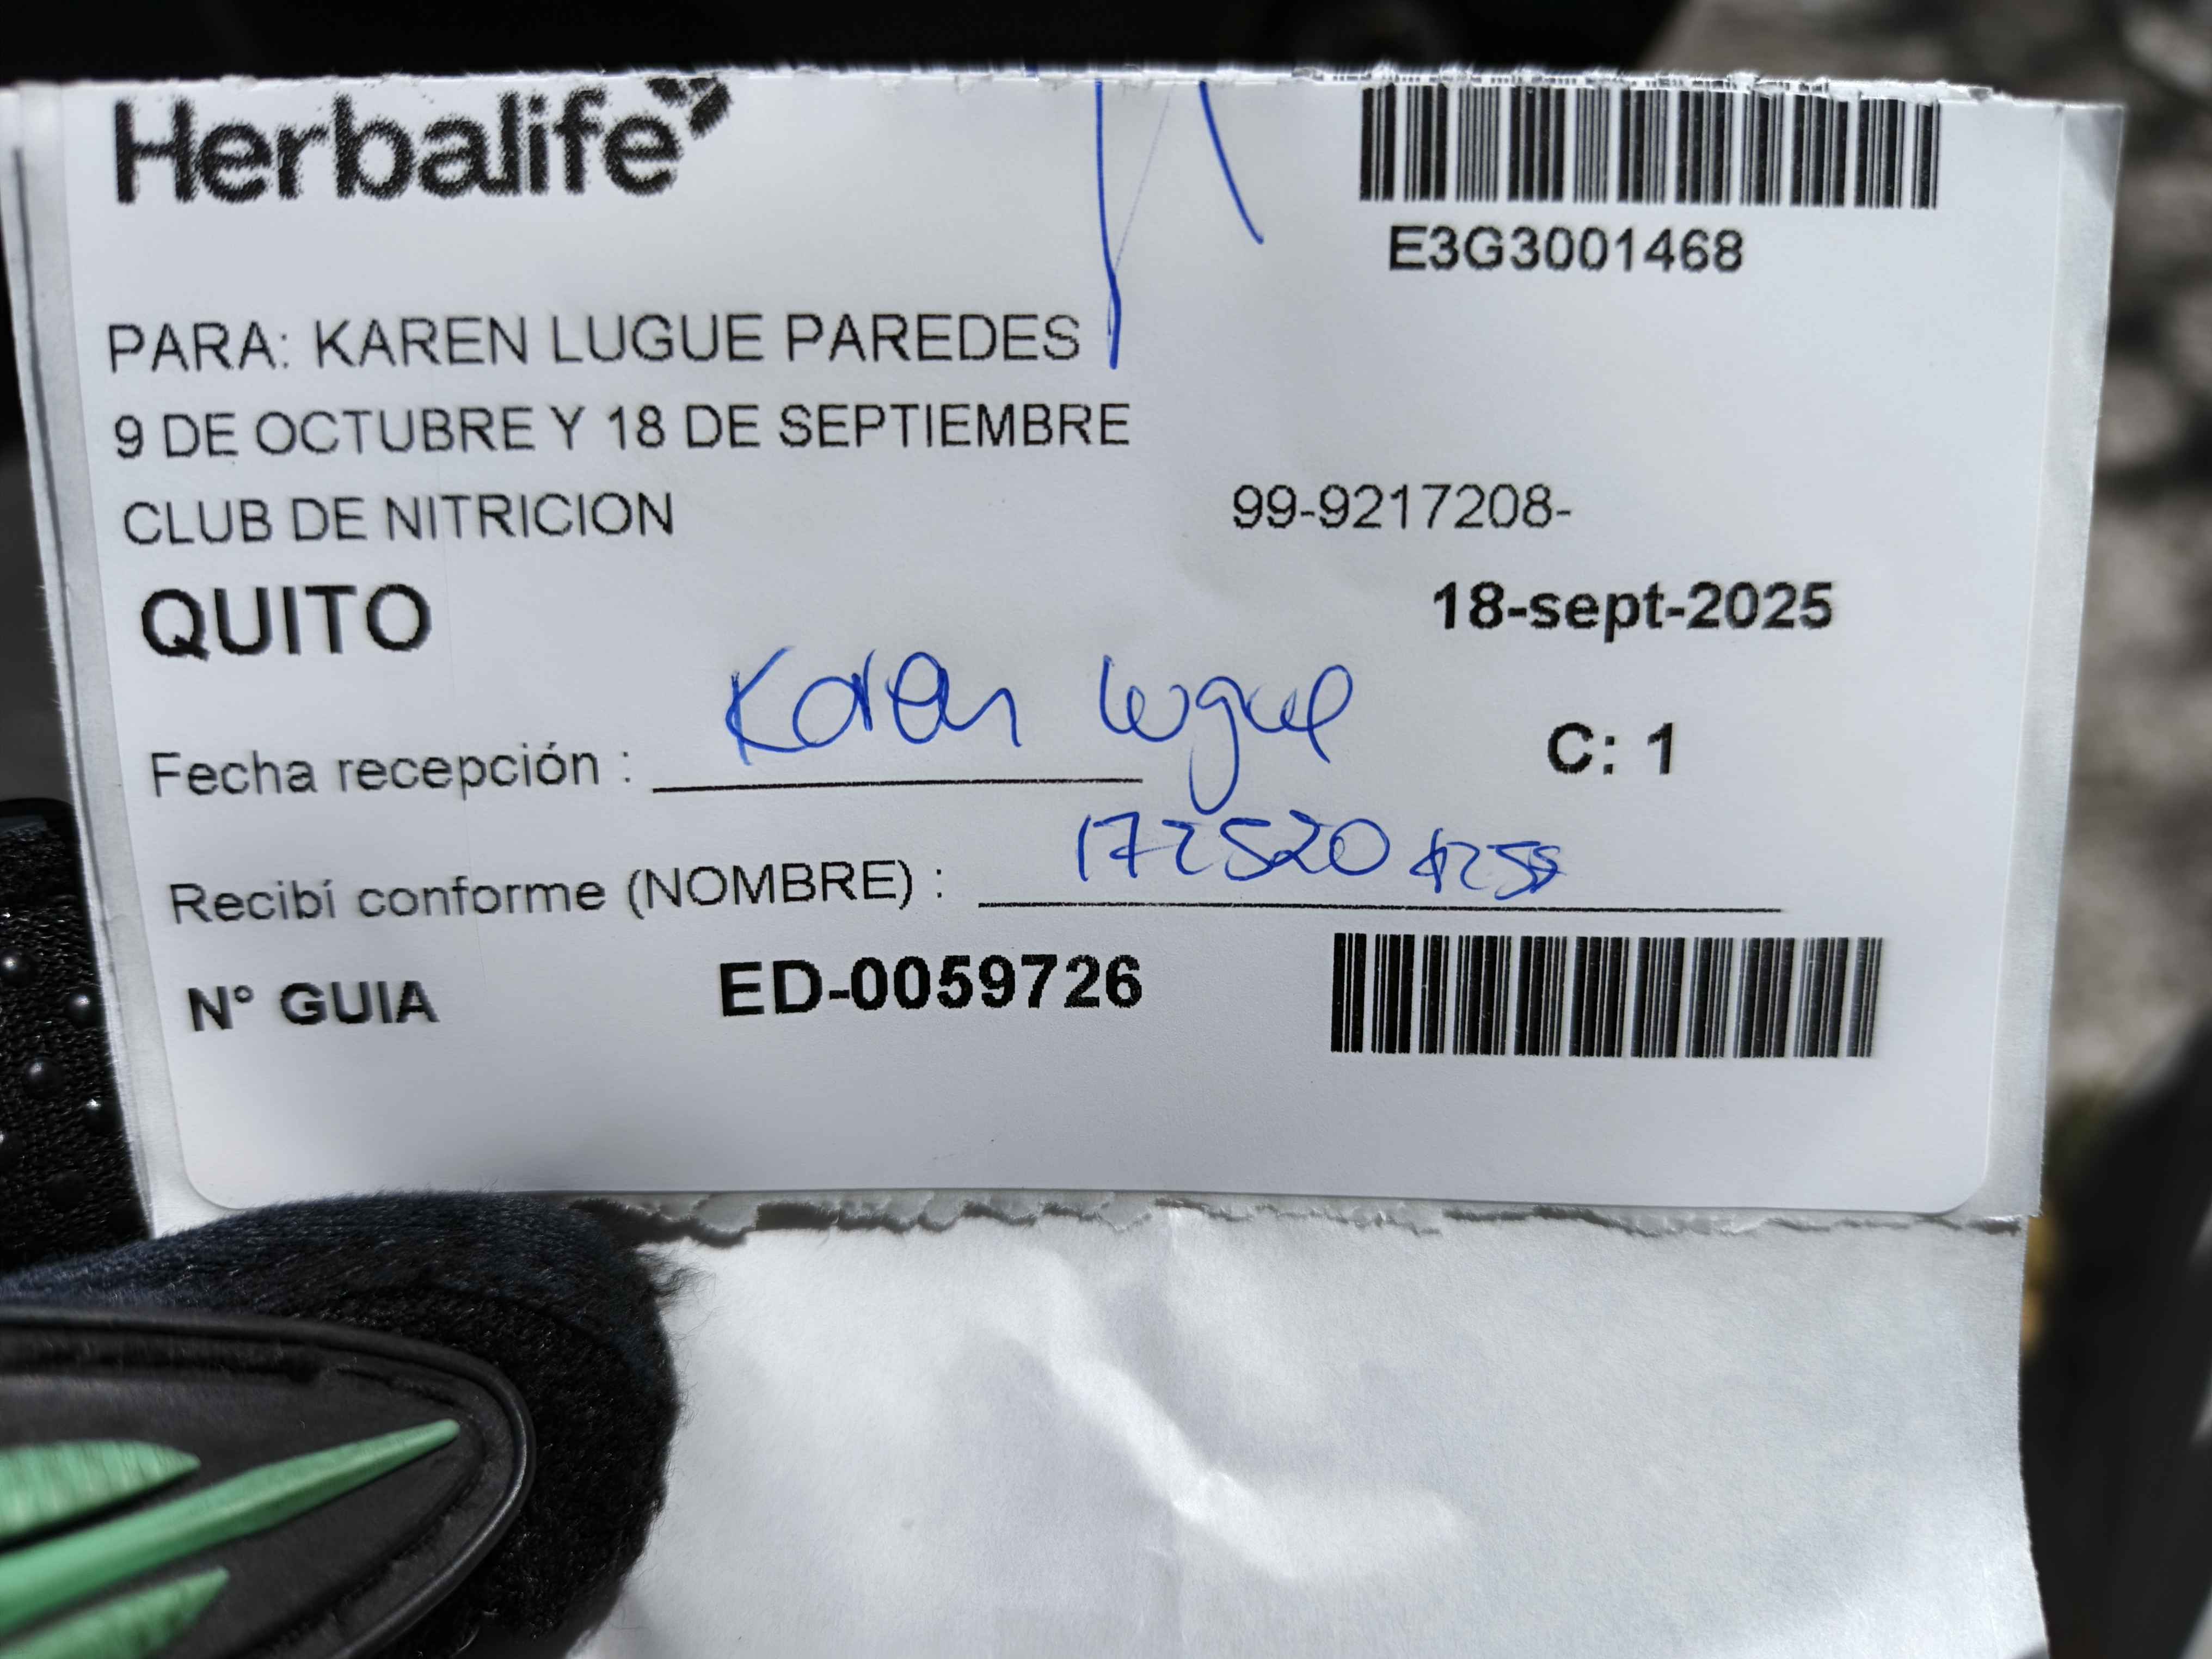 Herbalife
E3G3001468
PARA: KAREN LUGUE PAREDES
9 DE OCTUBRE Y 18 DE SEPTIEMBRE
CLUB DE NITRICION 99-9217208-
QUITO 18-sept-2025
Karen Lugue
Fecha recepción : C: 1
172520
Recibí conforme (NOMBRE) :
N° GUIA ED-0059726